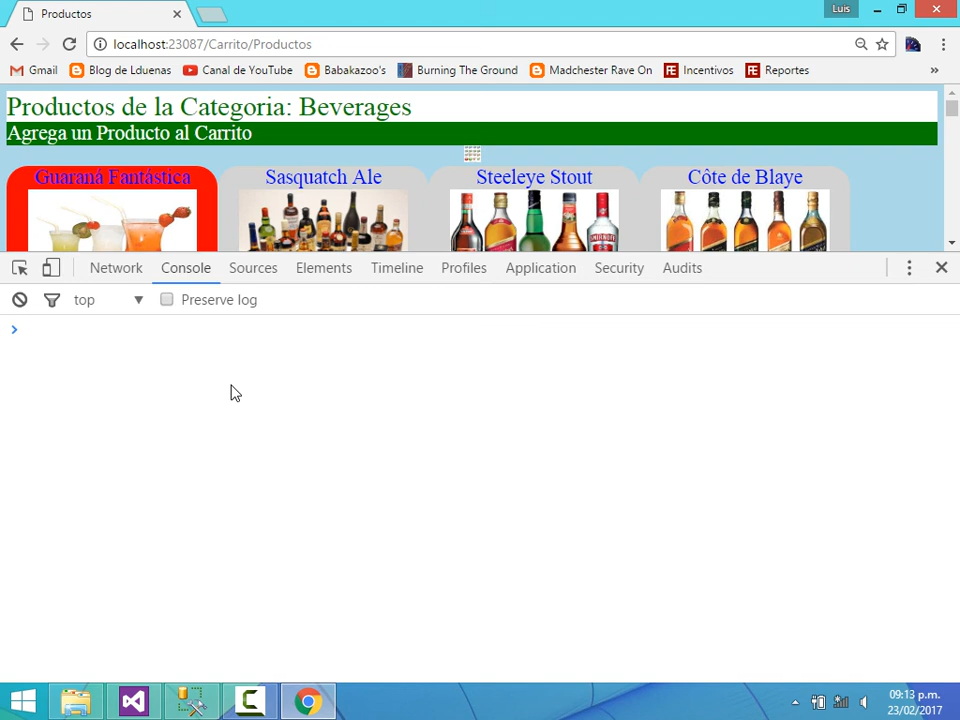 Productos
Luis
localhost:23087/Carrito/Productos
Gmail Blog de Lduenas Canal de YouTube Babakazoo's Burning The Ground Madchester Rave On Incentivos Reportes »
Productos de la Categoria: Beverages
Agrega un Producto al Carrito
Guaraná Fantástica Sasquatch Ale Steeleye Stout Côte de Blaye
Network Console Sources Elements Timeline Profiles Application Security Audits
top Preserve log
09:13 p.m.
23/02/2017